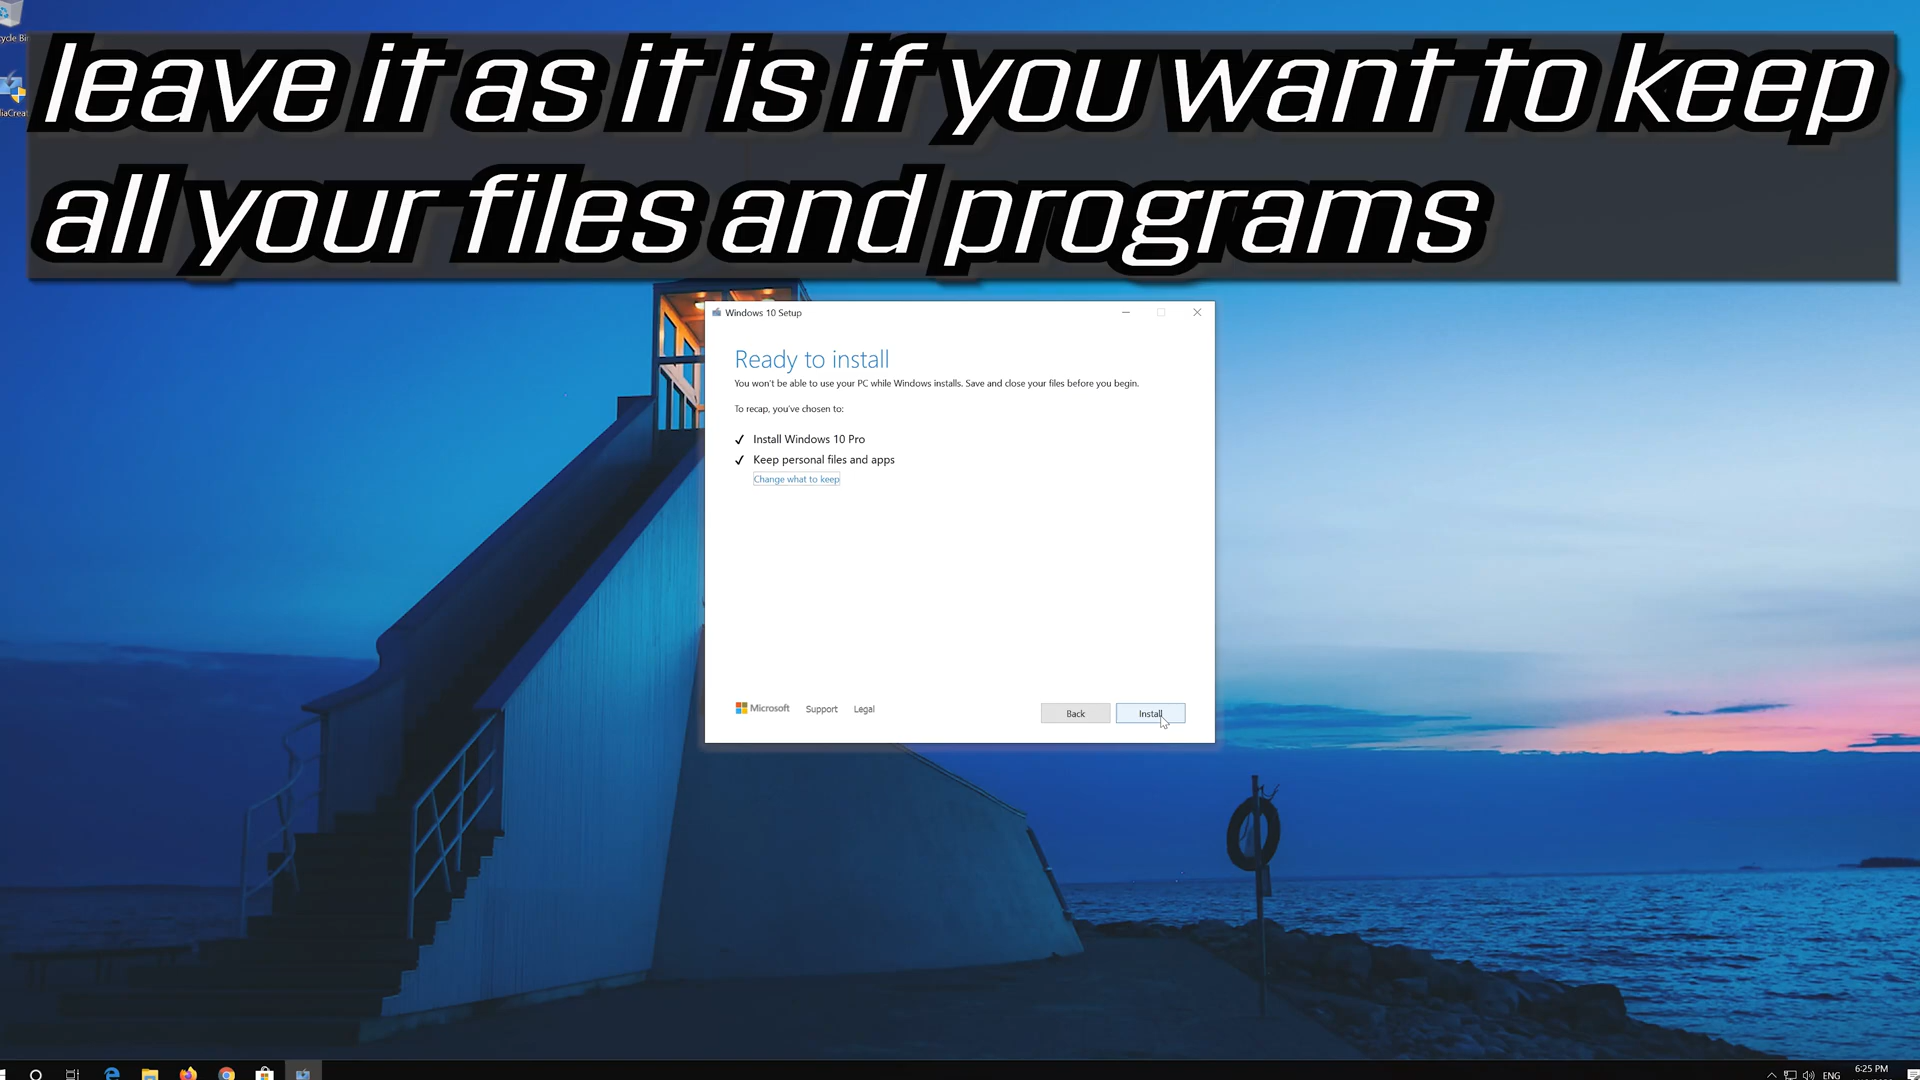 leave it as it is if you want to keep
all your files and programs
Windows 10 Setup
Ready to install
You won't be able to use your PC while Windows installs. Save and close your files before you begin.
To recap, you've chosen to:
Install Windows 10 Pro
Keep personal files and apps
Change what to keep
Microsoft Support Legal
Back Install
ENG
6:25 PM